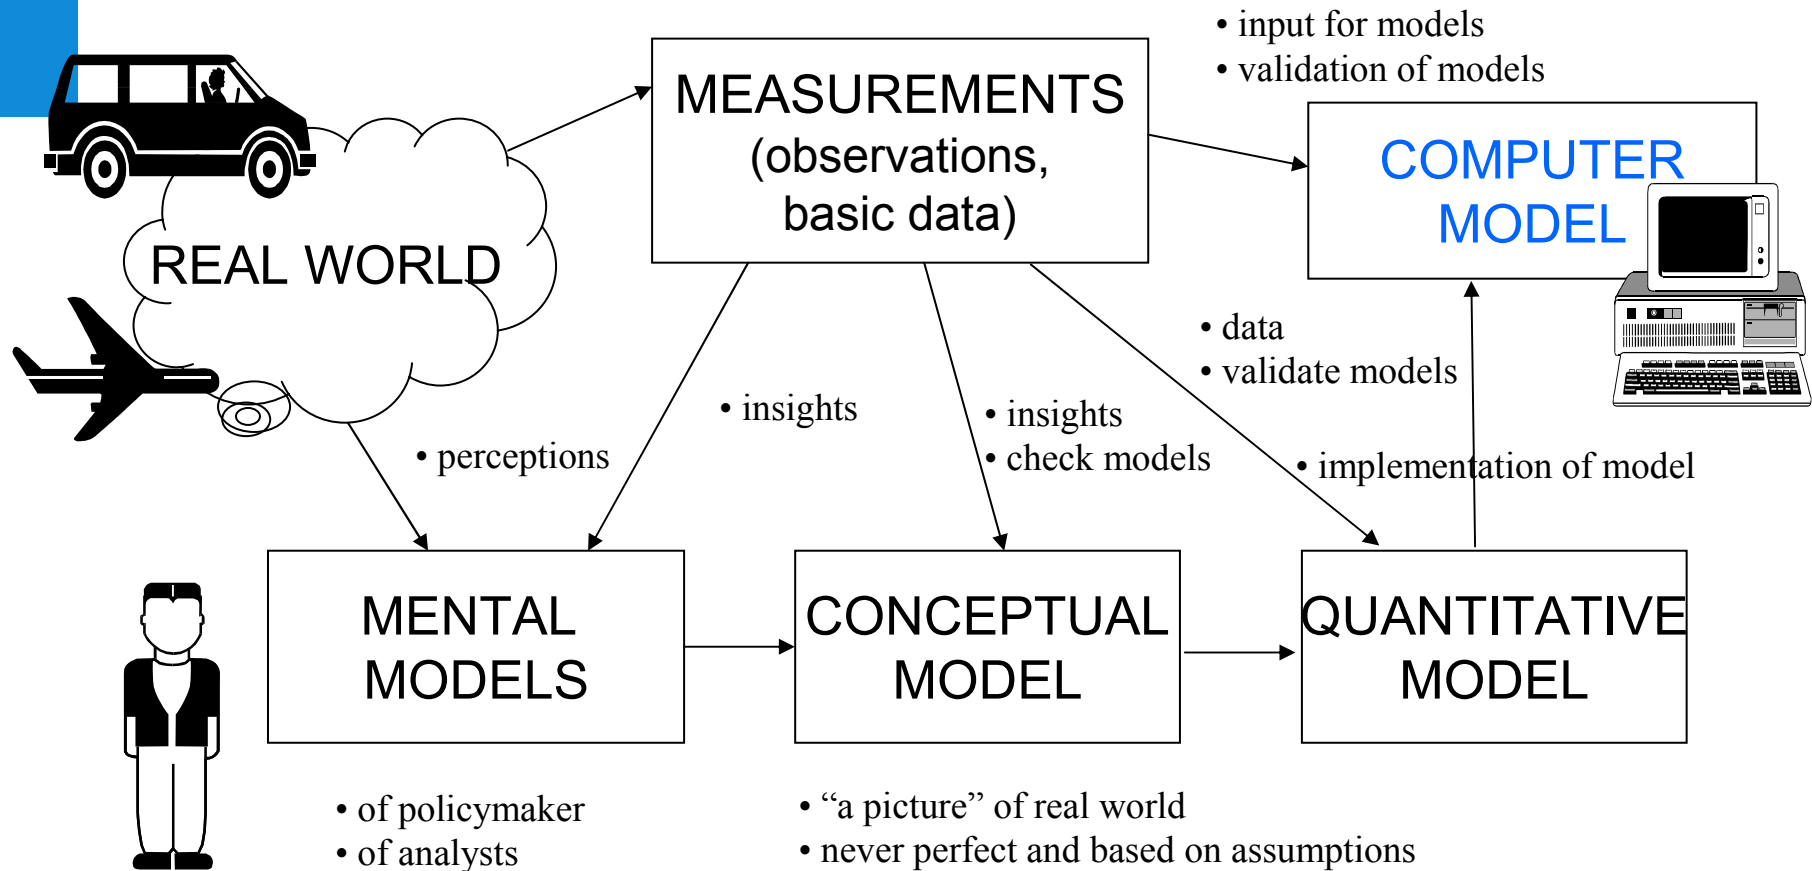 • input for models
• validation of models
MEASUREMENTS
(observations,
basic data)
COMPUTER
MODEL
REAL WORLD
• data
• validate models
• insights
• insights
• check models
• perceptions
• implementation of model
MENTAL
MODELS
CONCEPTUAL
MODEL
QUANTITATIVE
MODEL
• of policymaker
• of analysts
• “a picture” of real world
• never perfect and based on assumptions